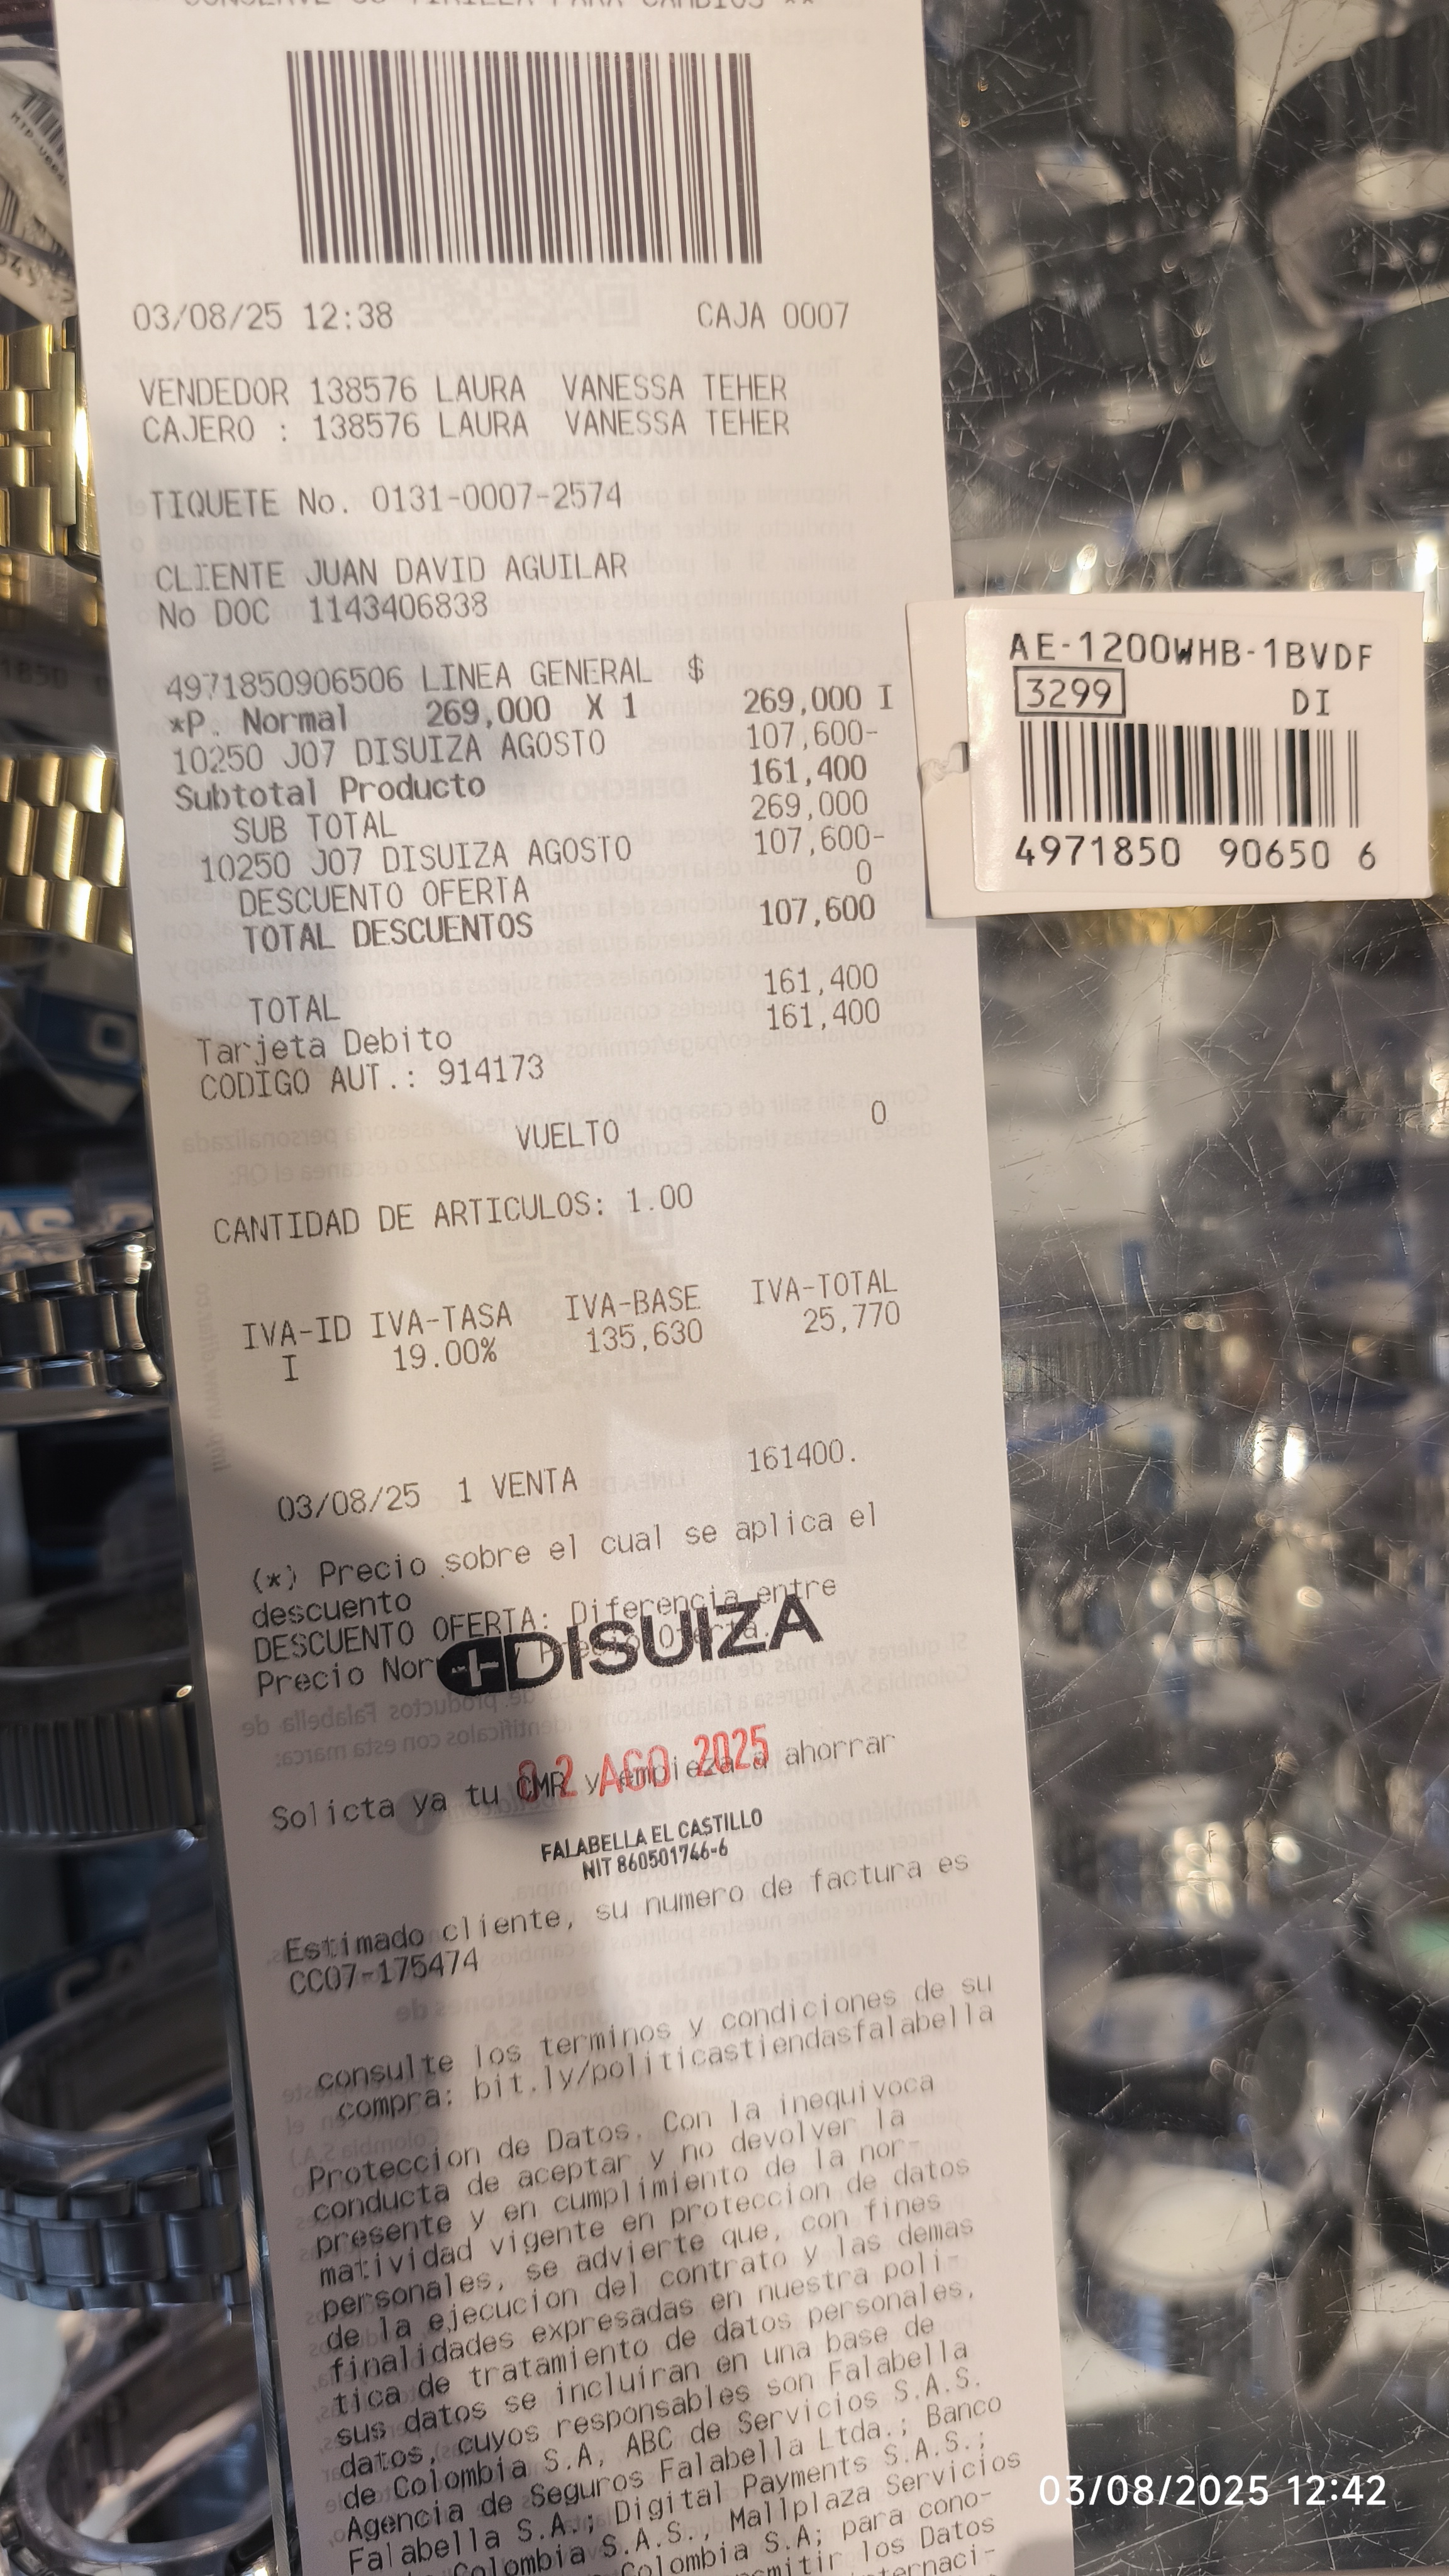 CONSERVE SU TIRILLA PARA CAMBIOS **
03/08/25 12:38 CAJA 0007
VENDEDOR 138576 LAURA VANESSA TEHER
CAJERO : 138576 LAURA VANESSA TEHER
TIQUETE No. 0131-0007-2574
CLIENTE JUAN DAVID AGUILAR
No DOC 1143406838
4971850906506 LINEA GENERAL $
*P. Normal 269,000 X 1 269,000 I
10250 J07 DISUIZA AGOSTO 107,600-
Subtotal Producto 161,400
SUB TOTAL 269,000
10250 J07 DISUIZA AGOSTO 107,600-
DESCUENTO OFERTA 0
TOTAL DESCUENTOS 107,600
TOTAL 161,400
Tarjeta Debito 161,400
CODIGO AUT.: 914173
VUELTO 0
CANTIDAD DE ARTICULOS: 1.00
IVA-ID IVA-TASA IVA-BASE IVA-TOTAL
I 19.00% 135,630 25,770
03/08/25 1 VENTA 161400.
(*) Precio sobre el cual se aplica el
descuento
DESCUENTO OFERTA: Diferencia entre
Precio Nor
DISUIZA
02 AGO 2025
Solicta ya tu CMR y empieza a ahorrar
FALABELLA EL CASTILLO
NIT 860501746-6
Estimado cliente, su numero de factura es
CC07-175474
consulte los terminos y condiciones de su
compra: bit.ly/politicastiendasfalabella
Proteccion de Datos. Con la inequivoca
conducta de aceptar y no devolver la
presente y en cumplimiento de la nor-
matividad vigente en proteccion de datos
personales, se advierte que, con fines
de la ejecucion del contrato y las demas
finalidades expresadas en nuestra poli-
tica de tratamiento de datos personales,
sus datos se incluiran en una base de
datos, cuyos responsables son Falabella
de Colombia S.A, ABC de Servicios S.A.S.
Agencia de Seguros Falabella Ltda.; Banco
Falabella S.A.; Digital Payments S.A.S.;
Colombia S.A.S., Mallplaza Servicios
Colombia S.A; para cono-
los Datos
AE-1200WHB-1BVDF
3299 DI
4971850 90650 6
03/08/2025 12:42